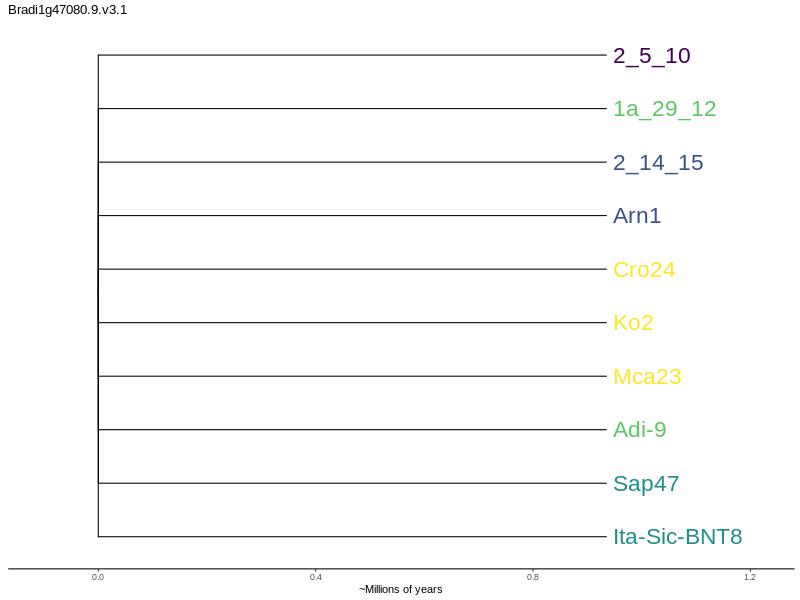 Bradi1g47080.9.v3.1
2_5_10
1a_29_12
2_14_15
Arn1
Cro24
Ko2
Mca23
Adi-9
Sap47
Ita-Sic-BNT8
0.0 0.4 0.8 1.2
~Millions of years